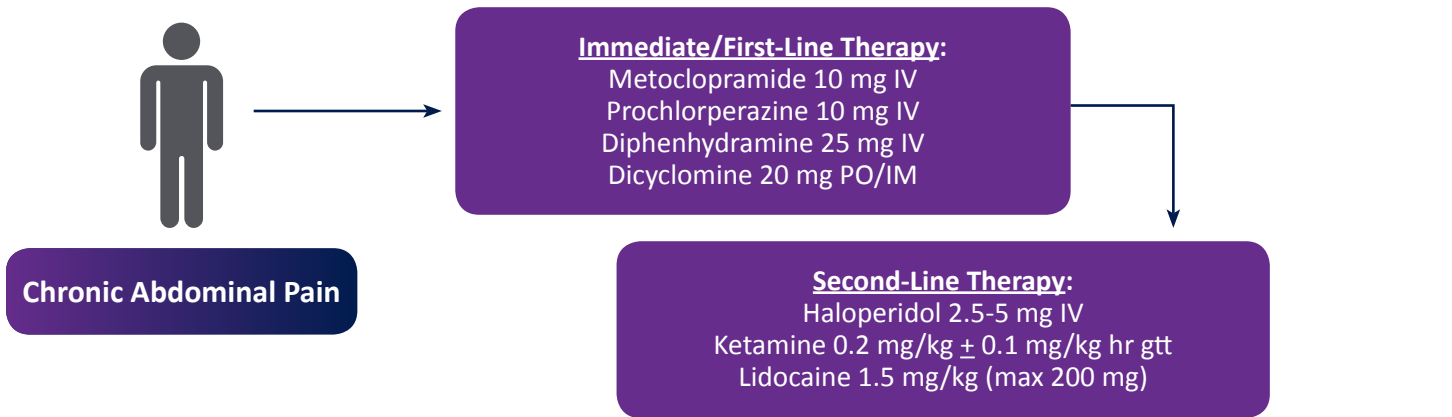 Immediate/First-Line Therapy:
Metoclopramide 10 mg IV
Prochlorperazine 10 mg IV
Diphenhydramine 25 mg IV
Dicyclomine 20 mg PO/IM
Chronic Abdominal Pain
Second-Line Therapy:
Haloperidol 2.5-5 mg IV
Ketamine 0.2 mg/kg ± 0.1 mg/kg hr gtt
Lidocaine 1.5 mg/kg (max 200 mg)